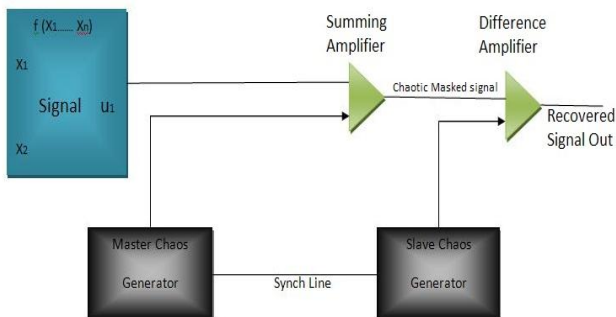 f (X1...... Xn)
X1
Signal u1
X2
Summing
Amplifier
Difference
Amplifier
Chaotic Masked signal
Recovered
Signal Out
Master Chaos
Generator
Synch Line
Slave Chaos
Generator